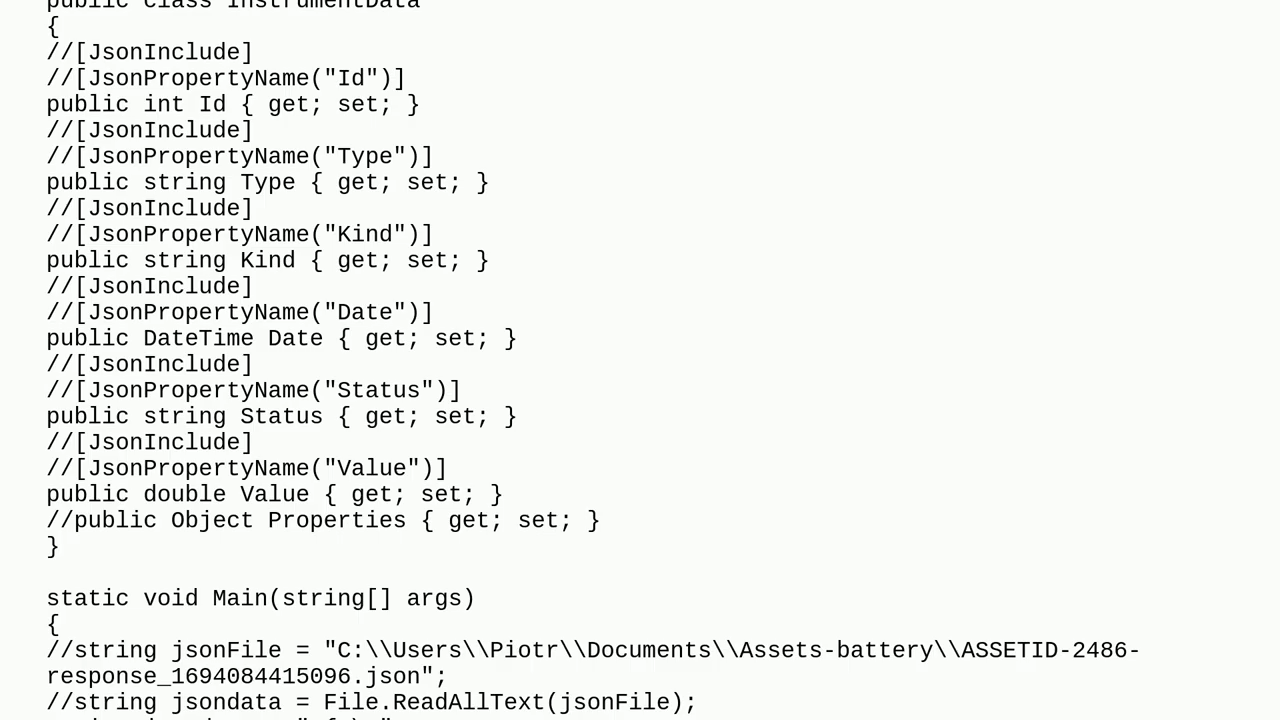 public class InstrumentData
{
//[JsonInclude]
//[JsonPropertyName("Id")]
public int Id { get; set; }
//[JsonInclude]
//[JsonPropertyName("Type")]
public string Type { get; set; }
//[JsonInclude]
//[JsonPropertyName("Kind")]
public string Kind { get; set; }
//[JsonInclude]
//[JsonPropertyName("Date")]
public DateTime Date { get; set; }
//[JsonInclude]
//[JsonPropertyName("Status")]
public string Status { get; set; }
//[JsonInclude]
//[JsonPropertyName("Value")]
public double Value { get; set; }
//public Object Properties { get; set; }
}
static void Main(string[] args)
{
//string jsonFile = "C:\\Users\\Piotr\\Documents\\Assets-battery\\ASSETID-2486-
response_1694084415096.json";
//string jsondata = File.ReadAllText(jsonFile);